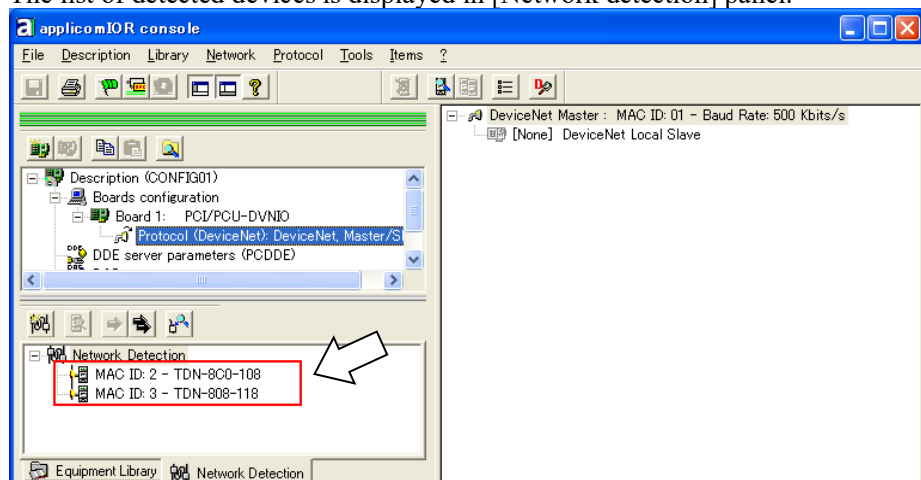 The list of detected devices is displayed in [Network detection] panel.
applicomIOR console
File Description Library Network Protocol Tools Items ?
DeviceNet Master : MAC ID: 01 - Baud Rate: 500 Kbits/s
[None] DeviceNet Local Slave
Description (CONFIG01)
Boards configuration
Board 1: PCI/PCU-DVNIO
Protocol (DeviceNet): DeviceNet, Master/Sl
DDE server parameters (PCDDE)
Network Detection
MAC ID: 2 - TDN-8C0-108
MAC ID: 3 - TDN-808-118
Equipment Library Network Detection